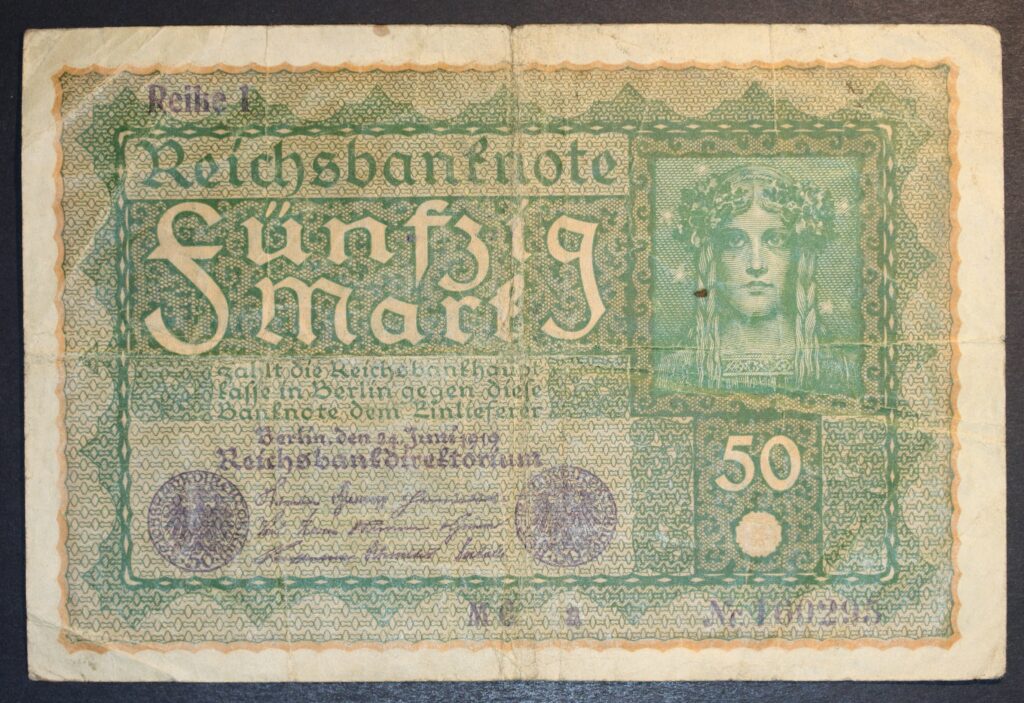 Reihe 1
Reichsbanknote
Fünfzig
Mark
zahlt die Reichsbankhaupt
kasse in Berlin gegen diese
Banknote dem Einlieferer
Berlin, den 24. Juni 1919
Reichsbankdirektorium
50
MC a
Nr. 160295